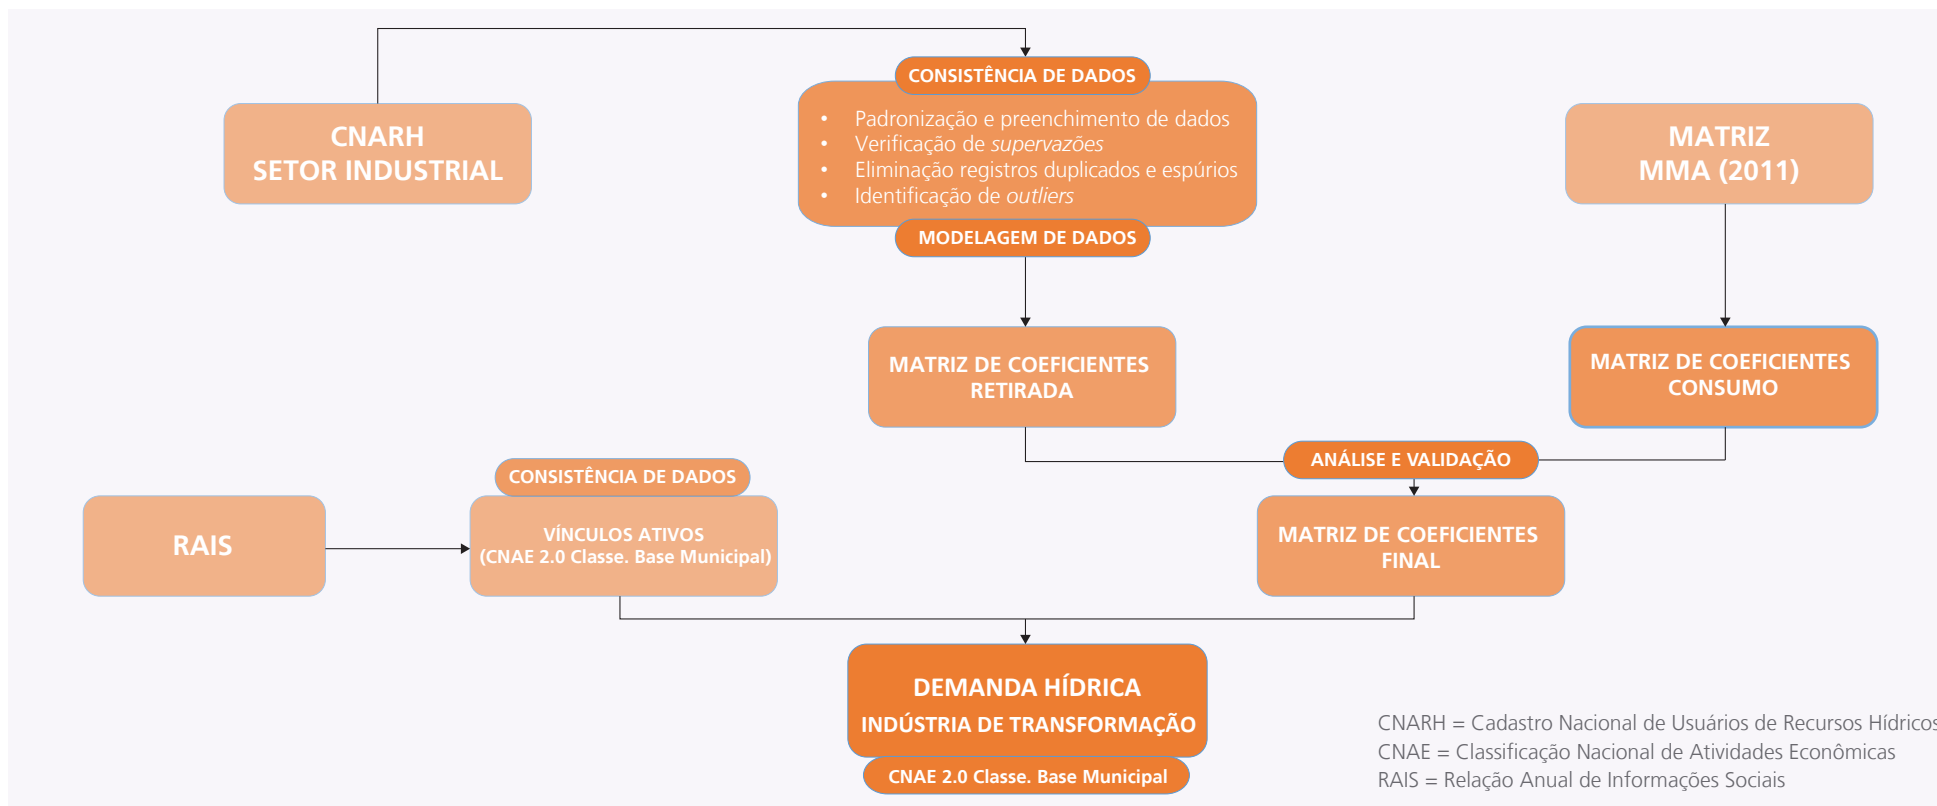 CONSISTÊNCIA DE DADOS
• Padronização e preenchimento de dados
• Verificação de supervazões
• Eliminação registros duplicados e espúrios
• Identificação de outliers
MODELAGEM DE DADOS
CNARH
SETOR INDUSTRIAL
MATRIZ
MMA (2011)
MATRIZ DE COEFICIENTES
RETIRADA
MATRIZ DE COEFICIENTES
CONSUMO
ANÁLISE E VALIDAÇÃO
CONSISTÊNCIA DE DADOS
RAIS
VÍNCULOS ATIVOS
(CNAE 2.0 Classe. Base Municipal)
MATRIZ DE COEFICIENTES
FINAL
DEMANDA HÍDRICA
INDÚSTRIA DE TRANSFORMAÇÃO
CNAE 2.0 Classe. Base Municipal
CNARH = Cadastro Nacional de Usuários de Recursos Hídricos
CNAE = Classificação Nacional de Atividades Econômicas
RAIS = Relação Anual de Informações Sociais